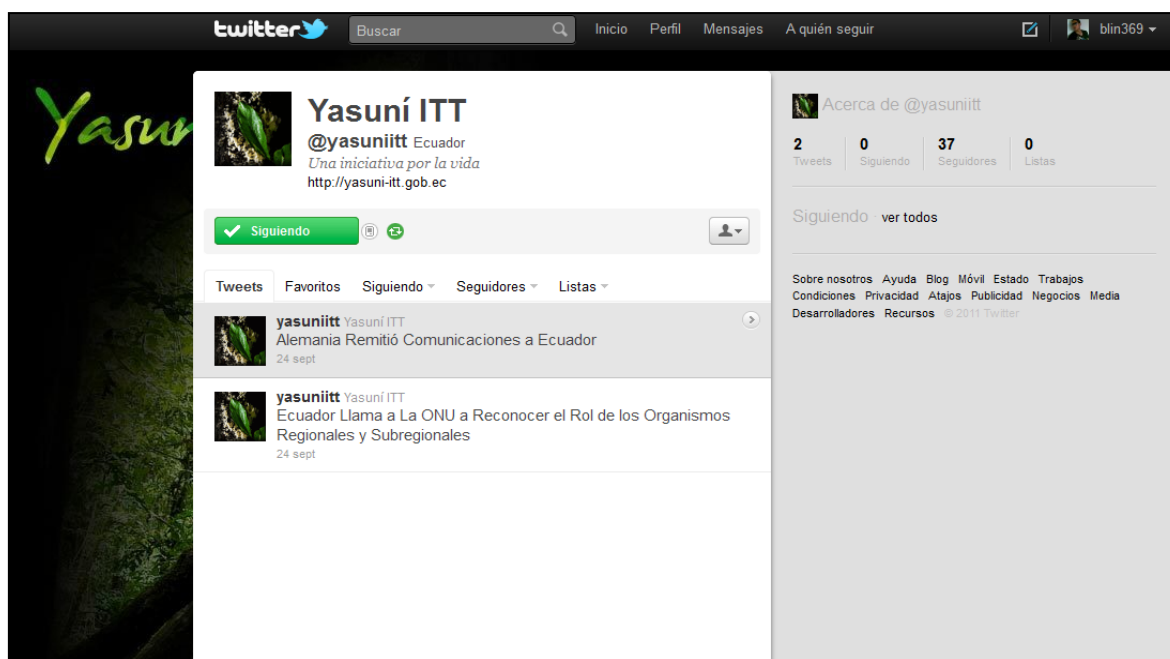 twitter
Buscar
Inicio Perfil Mensajes A quién seguir
blin369
Yasun
Yasuní ITT
@yasuniitt Ecuador
Una iniciativa por la vida
http://yasuni-itt.gob.ec
Siguiendo
Tweets Favoritos Siguiendo Seguidores Listas
yasuniitt Yasuní ITT
Alemania Remitió Comunicaciones a Ecuador
24 sept
yasuniitt Yasuní ITT
Ecuador Llama a La ONU a Reconocer el Rol de los Organismos
Regionales y Subregionales
24 sept
Acerca de @yasuniitt
2 0 37 0
Tweets Siguiendo Seguidores Listas
Siguiendo · ver todos
Sobre nosotros Ayuda Blog Móvil Estado Trabajos
Condiciones Privacidad Atajos Publicidad Negocios Media
Desarrolladores Recursos © 2011 Twitter